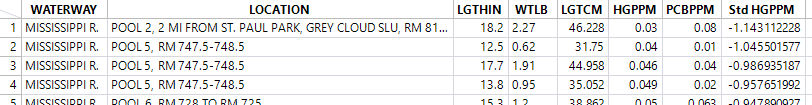 WATERWAY LOCATION LGTHIN WTLB LGTCM HGPPM PCBPPM Std HGPPM
1 MISSISSIPPI R. POOL 2, 2 MI FROM ST. PAUL PARK, GREY CLOUD SLU, RM 81... 18.2 2.27 46.228 0.03 0.08 -1.143112228
2 MISSISSIPPI R. POOL 5, RM 747.5-748.5 12.5 0.62 31.75 0.04 0.01 -1.045501577
3 MISSISSIPPI R. POOL 5, RM 747.5-748.5 17.7 1.91 44.958 0.046 0.04 -0.986935187
4 MISSISSIPPI R. POOL 5, RM 747.5-748.5 13.8 0.95 35.052 0.049 0.02 -0.957651992
5 MISSISSIPPI R. POOL 6, RM 728 TO RM 725 15.3 1.2 38.862 0.05 0.063 -0.947890927